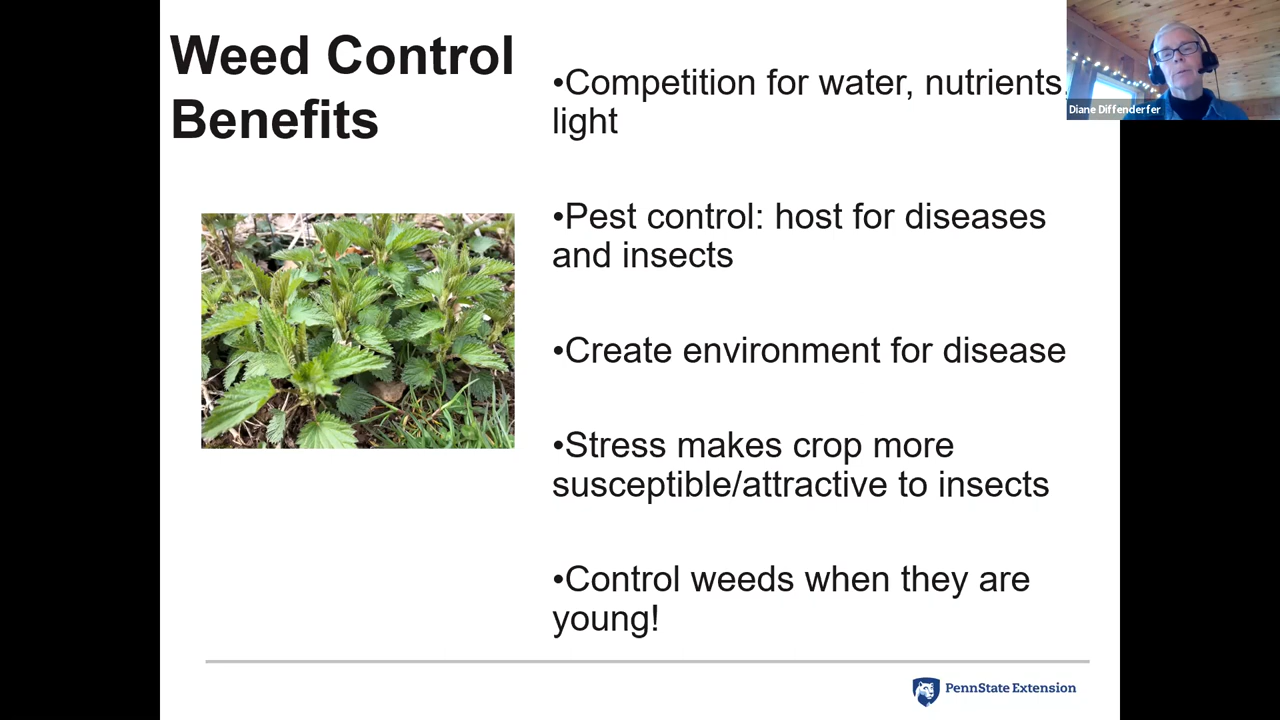 Weed Control
Benefits
•Competition for water, nutrients,
light
Diane Diffenderfer
•Pest control: host for diseases
and insects
•Create environment for disease
•Stress makes crop more
susceptible/attractive to insects
•Control weeds when they are
young!
PennState Extension